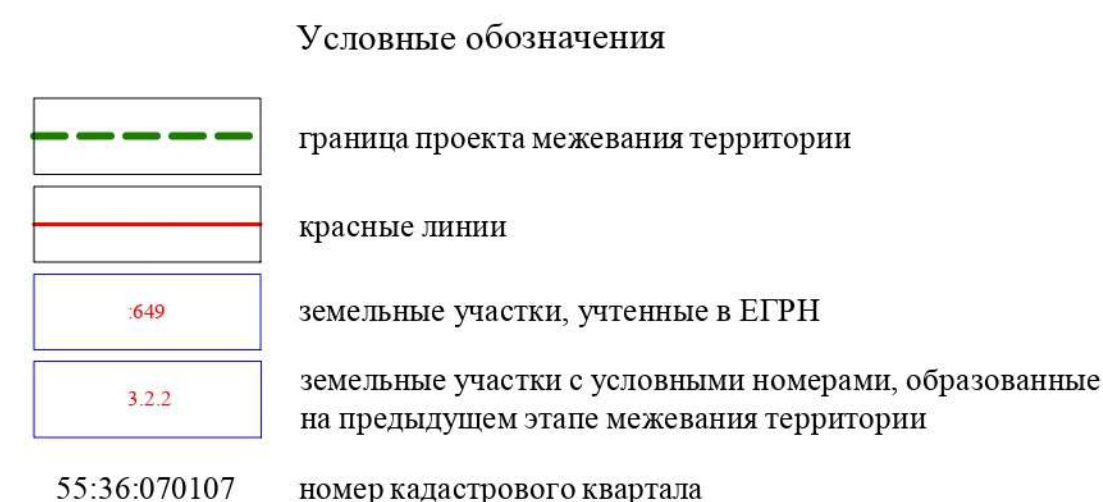 Условные обозначения
граница проекта межевания территории
красные линии
:649
земельные участки, учтенные в ЕГРН
3.2.2
земельные участки с условными номерами, образованные
на предыдущем этапе межевания территории
55:36:070107
номер кадастрового квартала